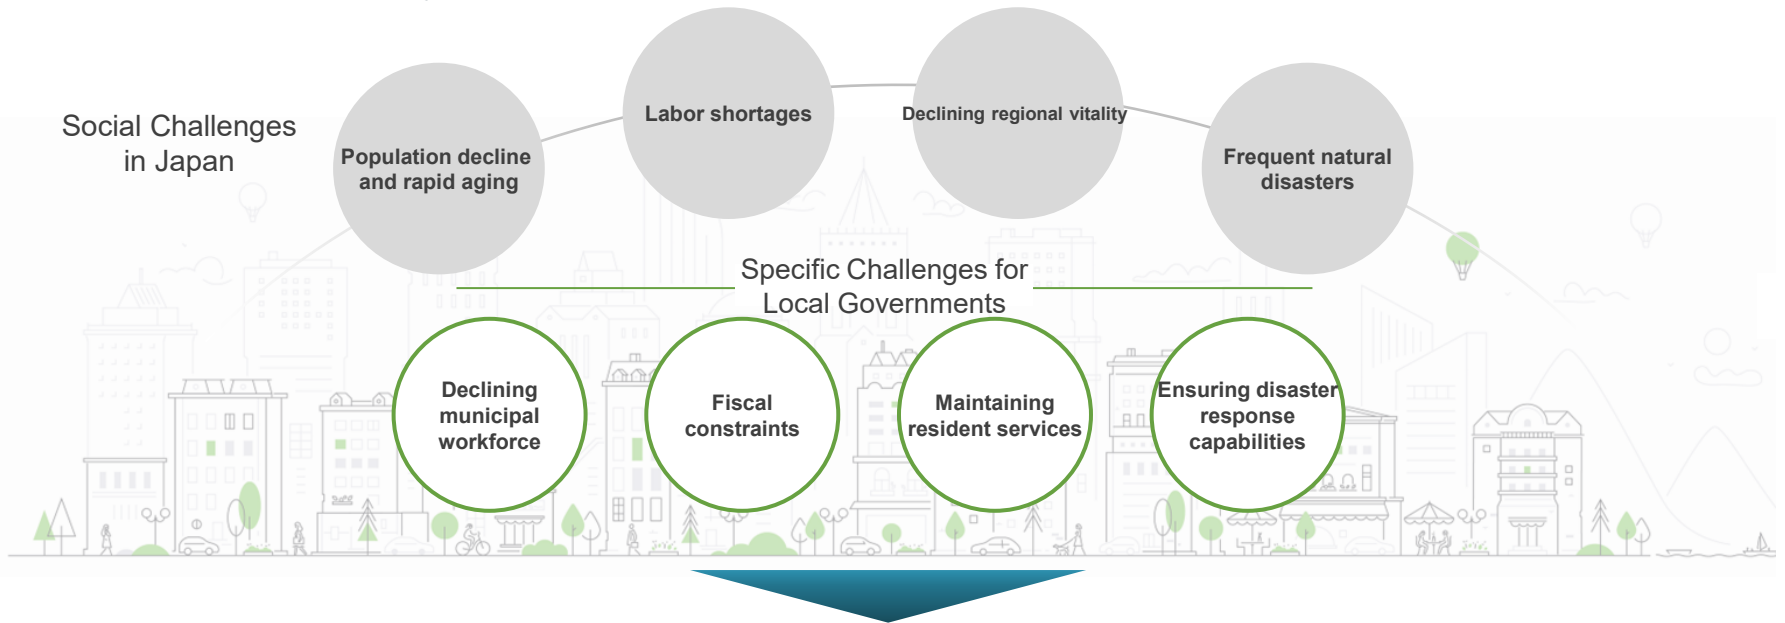 Social Challenges
in Japan
Population decline
and rapid aging
Labor shortages
Declining regional vitality
Frequent natural
disasters
Specific Challenges for
Local Governments
Declining
municipal
workforce
Fiscal
constraints
Maintaining
resident services
Ensuring disaster
response
capabilities